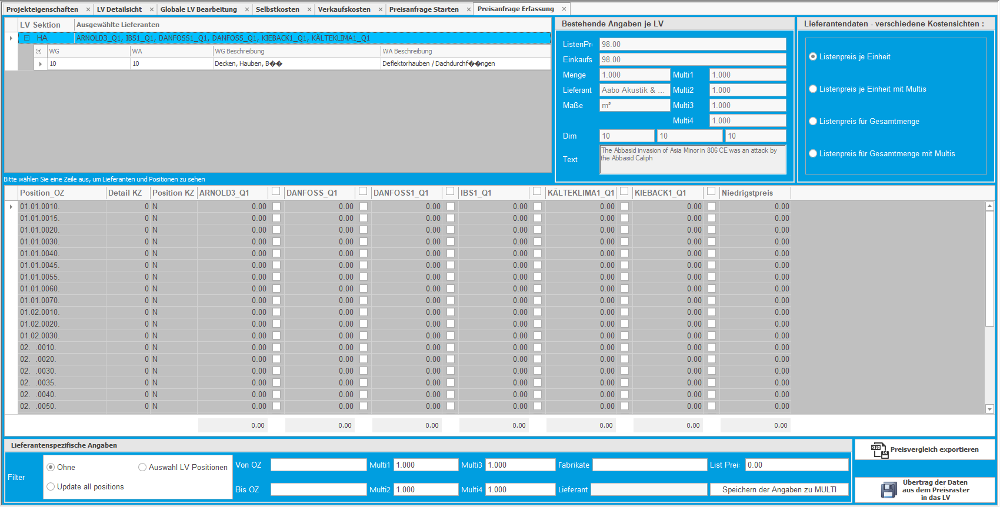 Projekteigenschaften × LV Detailsicht × Globale LV Bearbeitung × Selbstkosten × Verkaufskosten × Preisanfrage Starten × Preisanfrage Erfassung ×
LV Sektion Ausgewählte Lieferanten
HA ARNOLD3_Q1, IBS1_Q1, DANFOSS1_Q1, DANFOSS_Q1, KIEBACK1_Q1, KÄLTEKLIMA1_Q1
WG WA WG Beschreibung WA Beschreibung
10 10 Decken, Hauben, B�� Deflektorhauben / Dachdurchf��ngen
Bestehende Angaben je LV
ListenPr 98.00
Einkaufs 98.00
Menge 1.000 Multi1 1.000
Lieferant Aabo Akustik & ... Multi2 1.000
Maße m² Multi3 1.000
Multi4 1.000
Dim 10 10 10
Text The Abbasid invasion of Asia Minor in 806 CE was an attack by
the Abbasid Caliph
Lieferantendaten - verschiedene Kostensichten :
Listenpreis je Einheit
Listenpreis je Einheit mit Multis
Listenpreis für Gesamtmenge
Listenpreis für Gesamtmenge mit Multis
Bitte wählen Sie eine Zeile aus, um Lieferanten und Positionen zu sehen
Position_OZ Detail KZ Position KZ ARNOLD3_Q1 DANFOSS_Q1 DANFOSS1_Q1 IBS1_Q1 KÄLTEKLIMA1_Q1 KIEBACK1_Q1 Niedrigstpreis
01.01.0010. 0 N 0.00 0.00 0.00 0.00 0.00 0.00 0.00
01.01.0015. 0 N 0.00 0.00 0.00 0.00 0.00 0.00 0.00
01.01.0020. 0 N 0.00 0.00 0.00 0.00 0.00 0.00 0.00
01.01.0030. 0 N 0.00 0.00 0.00 0.00 0.00 0.00 0.00
01.01.0040. 0 N 0.00 0.00 0.00 0.00 0.00 0.00 0.00
01.01.0045. 0 N 0.00 0.00 0.00 0.00 0.00 0.00 0.00
01.01.0055. 0 N 0.00 0.00 0.00 0.00 0.00 0.00 0.00
01.01.0060. 0 N 0.00 0.00 0.00 0.00 0.00 0.00 0.00
01.01.0070. 0 N 0.00 0.00 0.00 0.00 0.00 0.00 0.00
01.02.0010. 0 N 0.00 0.00 0.00 0.00 0.00 0.00 0.00
01.02.0020. 0 N 0.00 0.00 0.00 0.00 0.00 0.00 0.00
01.02.0030. 0 N 0.00 0.00 0.00 0.00 0.00 0.00 0.00
02. .0010. 0 N 0.00 0.00 0.00 0.00 0.00 0.00 0.00
02. .0020. 0 N 0.00 0.00 0.00 0.00 0.00 0.00 0.00
02. .0030. 0 N 0.00 0.00 0.00 0.00 0.00 0.00 0.00
02. .0035. 0 N 0.00 0.00 0.00 0.00 0.00 0.00 0.00
02. .0040. 0 N 0.00 0.00 0.00 0.00 0.00 0.00 0.00
02. .0050. 0 N 0.00 0.00 0.00 0.00 0.00 0.00 0.00
0.00 0.00 0.00 0.00 0.00 0.00 0.00
Lieferantenspezifische Angaben
Filter
Ohne Auswahl LV Positionen
Update all positions
Von OZ Multi1 1.000 Multi3 1.000 Fabrikate List Prei: 0.00
Bis OZ Multi2 1.000 Multi4 1.000 Lieferant Speichern der Angaben zu MULTI
XLSX Preisvergleich exportieren
Übertrag der Daten
aus dem Preisraster
in das LV